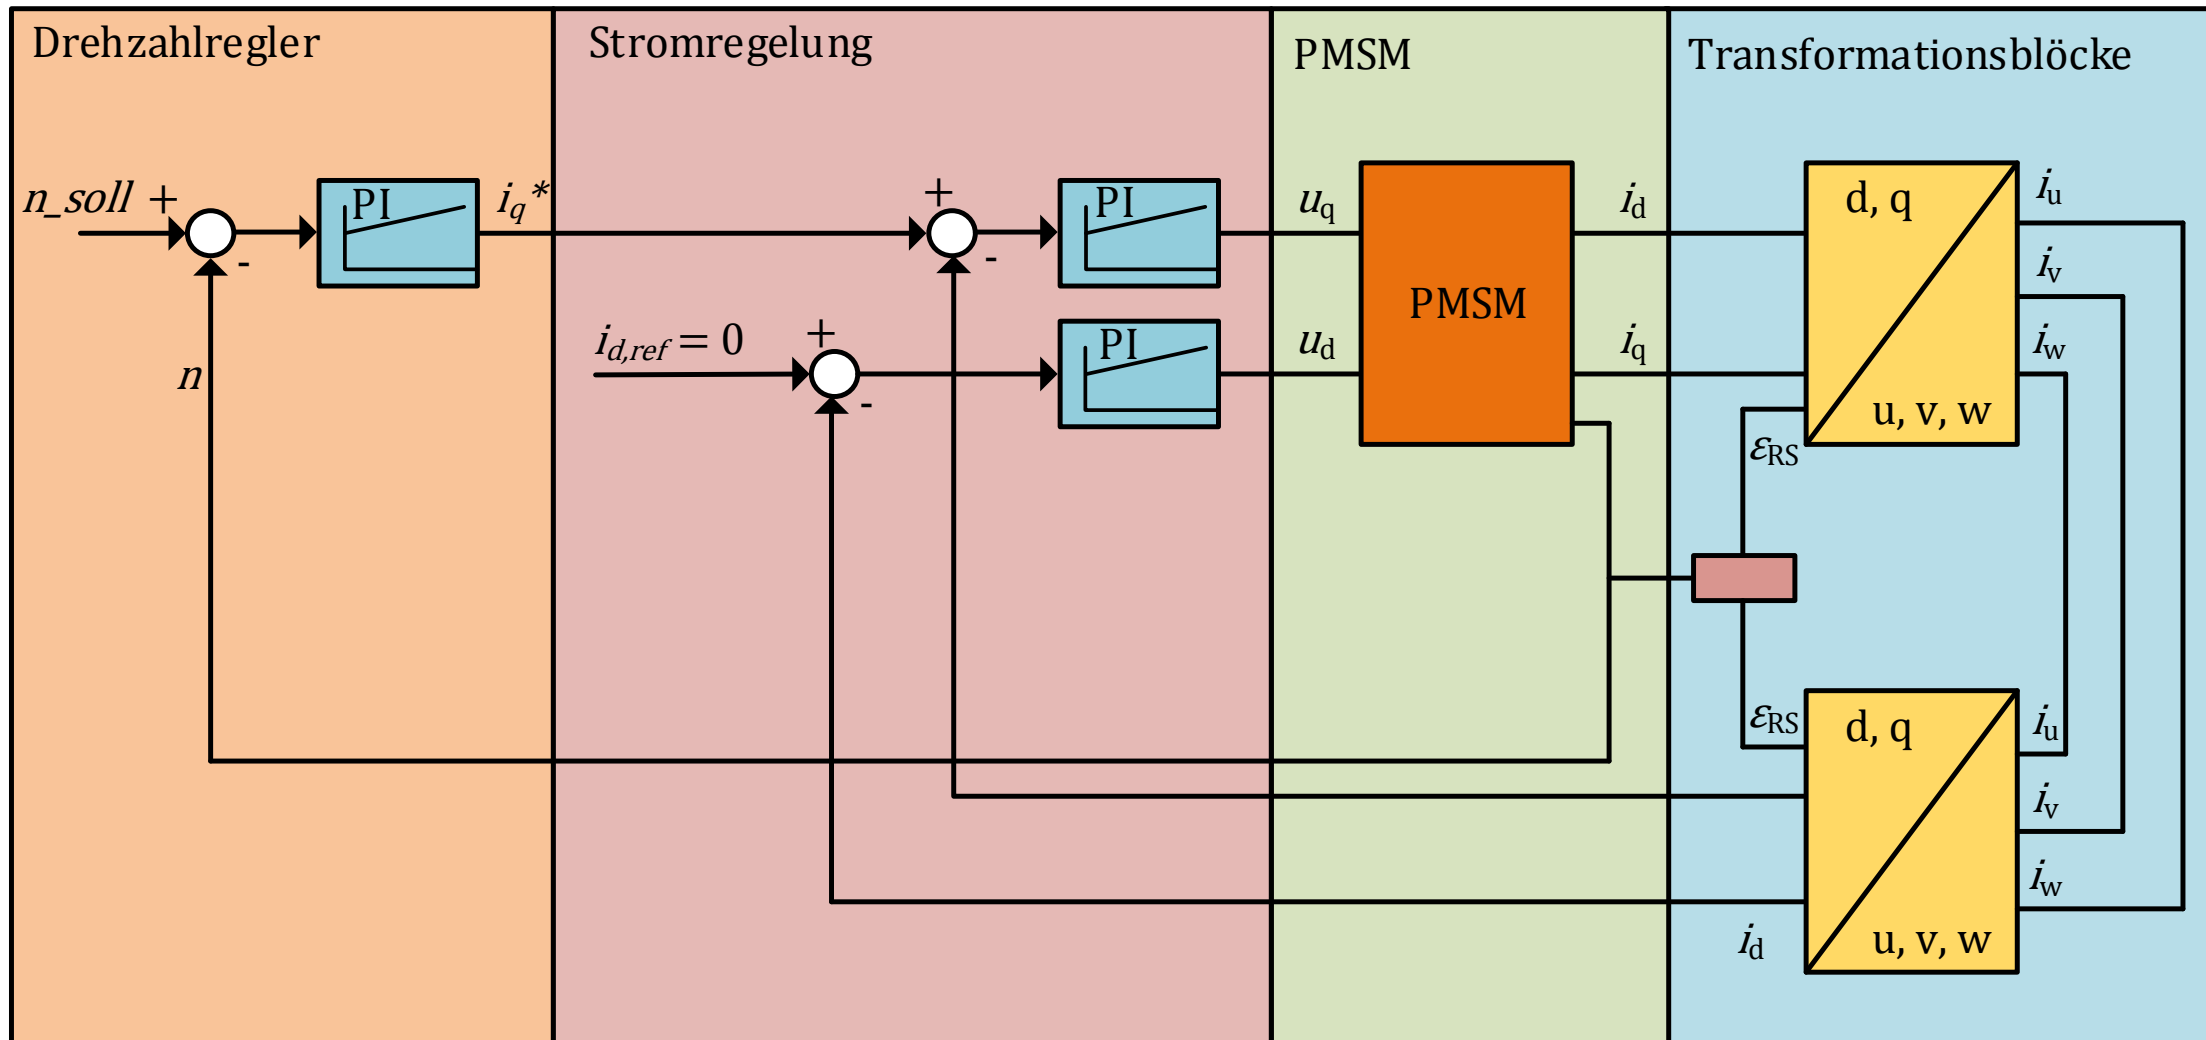 Drehzahlregler
Stromregelung
PMSM
Transformationsblöcke
n_soll +
-
PI
i_q*
n
+
-
PI
i_d,ref = 0
+
-
PI
u_q
u_d
PMSM
i_d
i_q
d, q
u, v, w
i_u
i_v
i_w
ε_RS
ε_RS
d, q
u, v, w
i_u
i_v
i_w
i_d